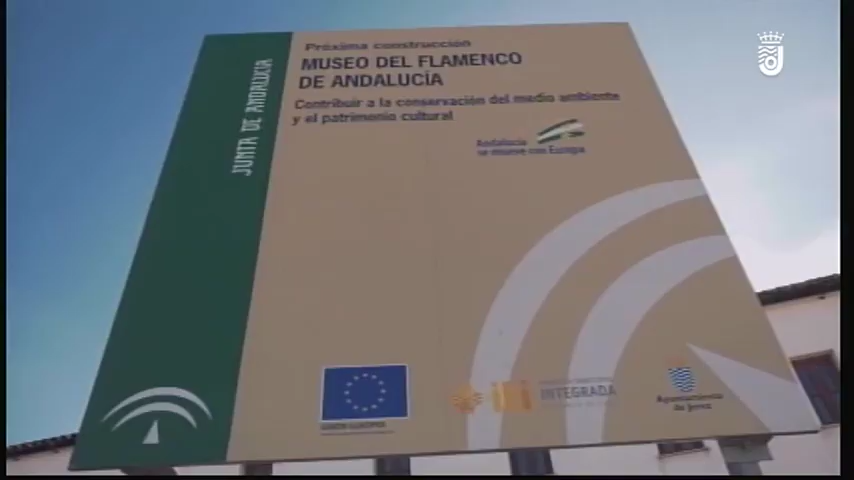 Próxima construcción
MUSEO DEL FLAMENCO
DE ANDALUCÍA
Contribuir a la conservación del medio ambiente
y el patrimonio cultural
JUNTA DE ANDALUCIA
Andalucía
se mueve con Europa
UNIÓN EUROPEA
INTEGRADA
Ayuntamiento
de Jerez